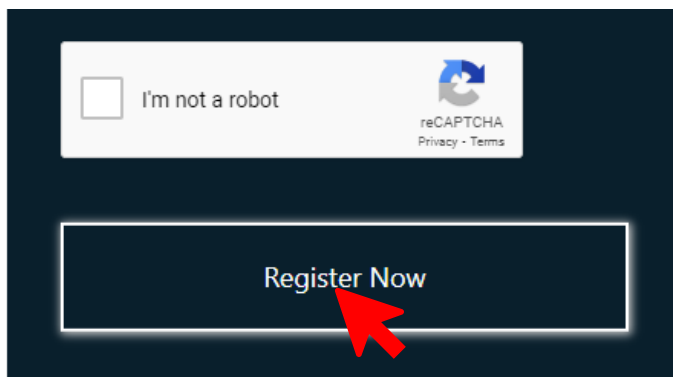 I'm not a robot
reCAPTCHA
Privacy - Terms
Register Now